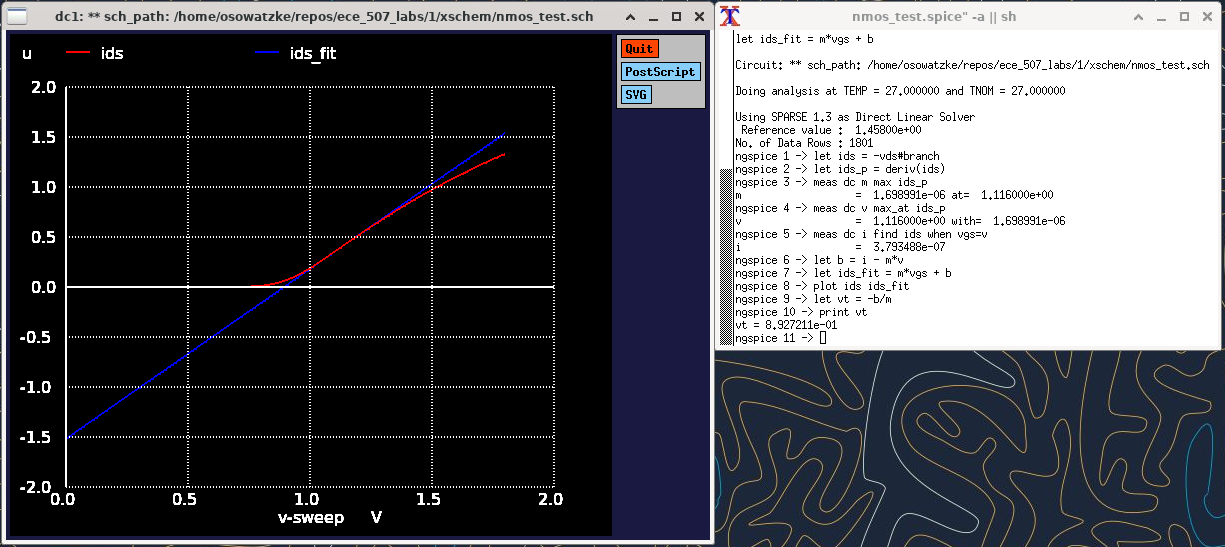 dc1: ** sch_path: /home/osowatzke/repos/ece_507_labs/1/xschem/nmos_test.sch
u ids ids_fit
2.0
1.5
1.0
0.5
0.0
-0.5
-1.0
-1.5
-2.0
0.0 0.5 1.0 1.5 2.0
v-sweep V
Quit
PostScript
SVG
nmos_test.spice" -a || sh
let ids_fit = m*vgs + b
Circuit: ** sch_path: /home/osowatzke/repos/ece_507_labs/1/xschem/nmos_test.sch
Doing analysis at TEMP = 27.000000 and TNOM = 27.000000
Using SPARSE 1.3 as Direct Linear Solver
Reference value : 1.45800e+00
No. of Data Rows : 1801
ngspice 1 -> let ids = -vds#branch
ngspice 2 -> let ids_p = deriv(ids)
ngspice 3 -> meas dc m max ids_p
m = 1.698991e-06 at= 1.116000e+00
ngspice 4 -> meas dc v max_at ids_p
v = 1.116000e+00 with= 1.698991e-06
ngspice 5 -> meas dc i find ids when vgs=v
i = 3.793488e-07
ngspice 6 -> let b = i - m*v
ngspice 7 -> let ids_fit = m*vgs + b
ngspice 8 -> plot ids ids_fit
ngspice 9 -> let vt = -b/m
ngspice 10 -> print vt
vt = 8.927211e-01
ngspice 11 ->